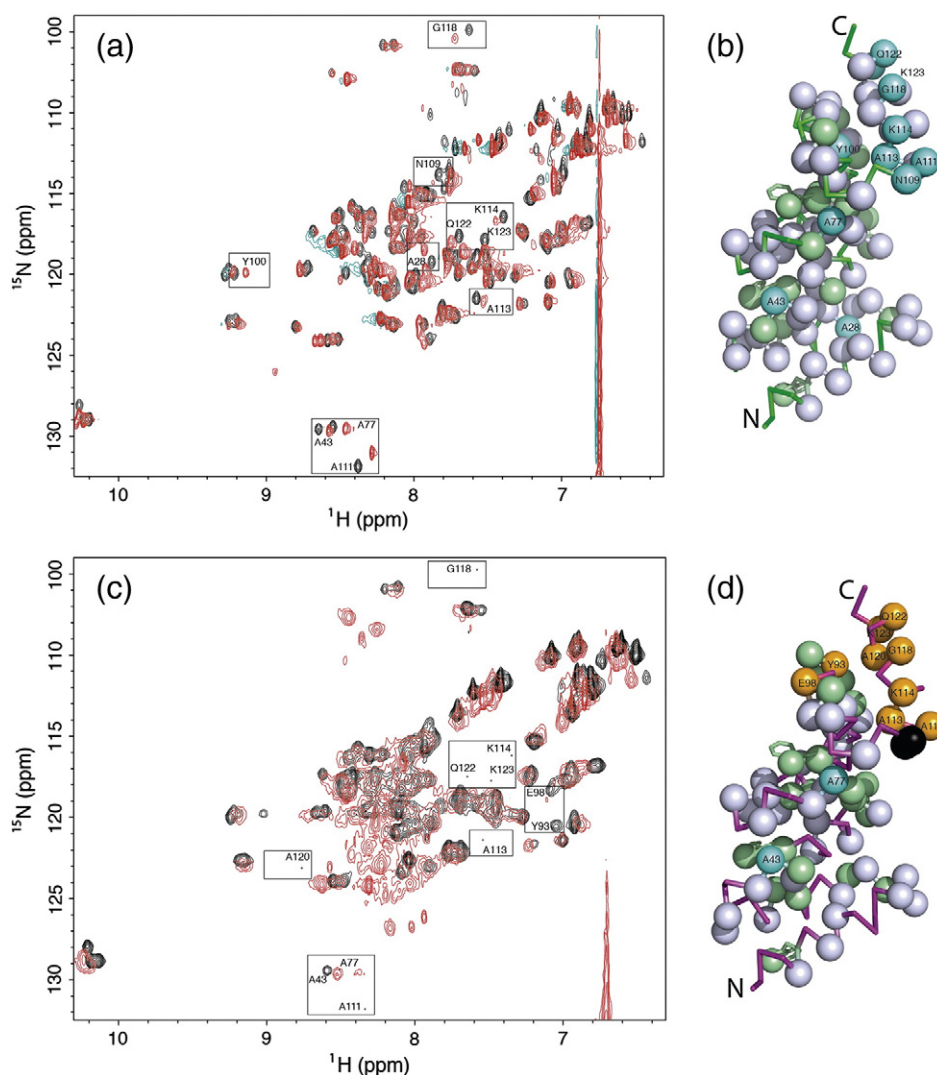 (a)
G118
N109
K114
Q122
K123
A28
Y100
A113
A43
A77
A111
100
105
110
115
120
125
130
15N (ppm)
10
9
8
7
1H (ppm)
(b)
C
Q122
K123
G118
K114
Y100
A113
A111
N109
A77
A43
A28
N
(c)
G118
K114
Q122
K123
E98
Y93
A113
A120
A77
A43
A111
100
105
110
115
120
125
130
15N (ppm)
10
9
8
7
1H (ppm)
(d)
C
Q122
K123
A120
G118
Y93
E98
K114
A113
A11
A77
A43
N